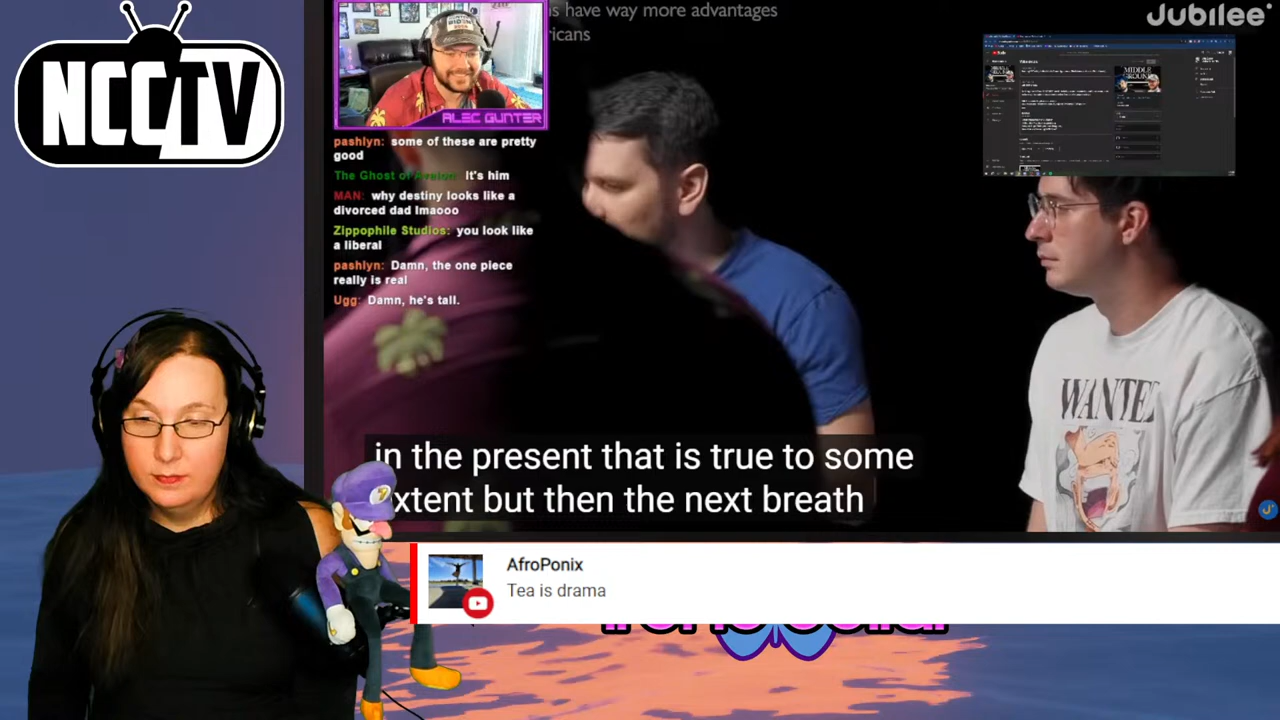 NCCTV
is have way more advantages
ricans
Jubilee
ALEC GUNTER
pashlyn: some of these are pretty
good
The Ghost of Avalon: It's him
MAN: why destiny looks like a
divorced dad lmaooo
Zippophile Studios: you look like
a liberal
pashlyn: Damn, the one piece
really is real
Ugg: Damn, he's tall.
MIDDLE
GROUND
WANTED
in the present that is true to some
xtent but then the next breath
AfroPonix
Tea is drama